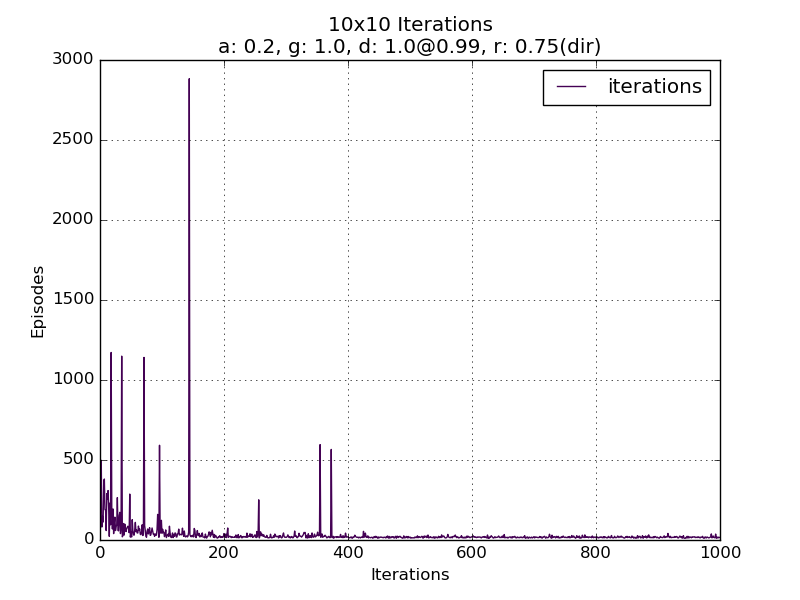 10x10 Iterations
a: 0.2, g: 1.0, d: 1.0@0.99, r: 0.75(dir)
iterations
3000
2500
2000
1500
1000
500
0
Episodes
0 200 400 600 800 1000
Iterations